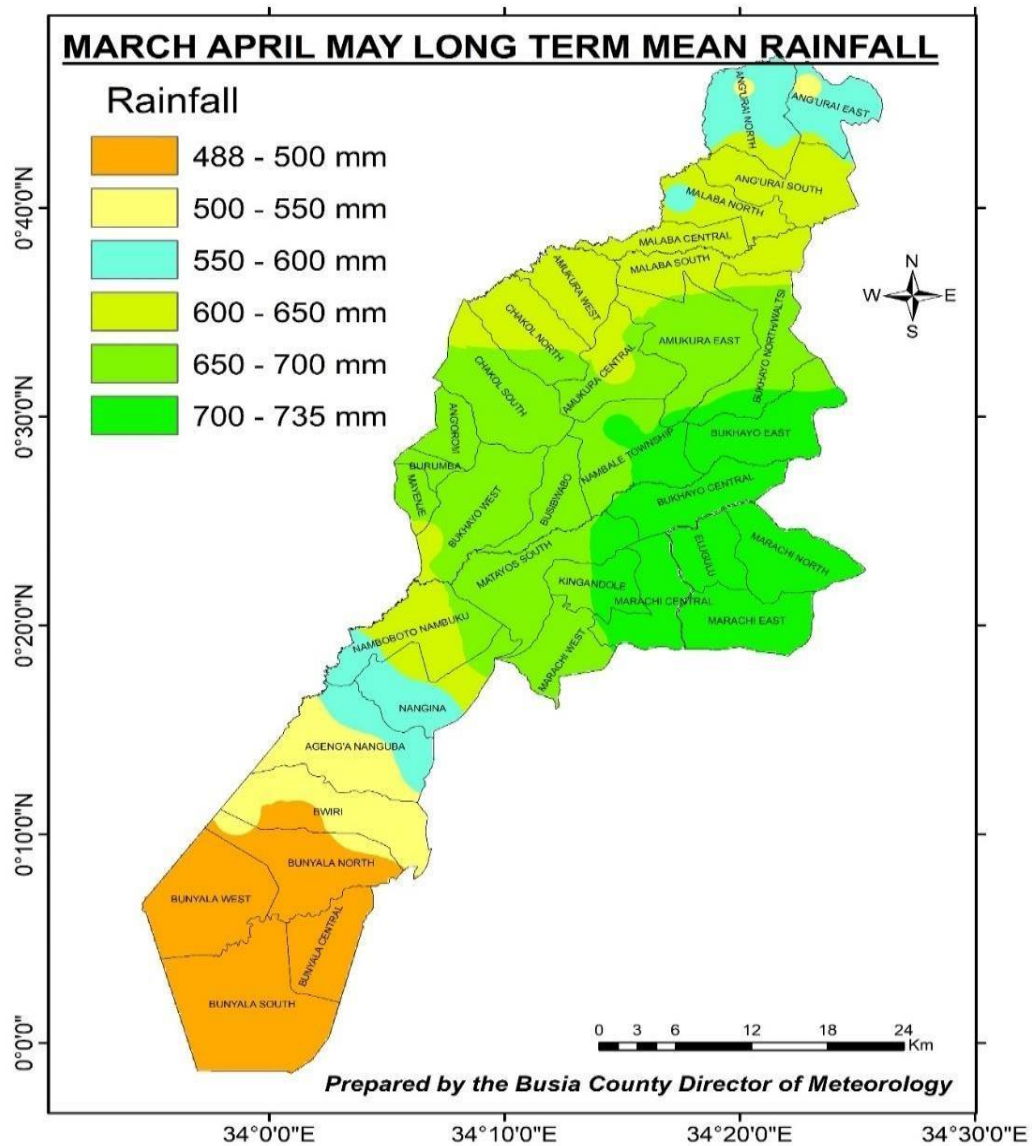 MARCH APRIL MAY LONG TERM MEAN RAINFALL
Rainfall
488 - 500 mm
500 - 550 mm
550 - 600 mm
600 - 650 mm
650 - 700 mm
700 - 735 mm
ANG'URAI NORTH
ANG'URAI EAST
ANG'URAI SOUTH
MALABA NORTH
MALABA CENTRAL
MALABA SOUTH
AMUKURA WEST
CHAKOL NORTH
AMUKURA EAST
BUKHAYO NORTH/WALTSI
AMUKURA CENTRAL
CHAKOL SOUTH
ANG'OROM
BUKHAYO EAST
NAMBALE TOWNSHIP
BURUMBA
MAYENJE
BUKHAYO WEST
BUSIBWABO
BUKHAYO CENTRAL
ELUGULU
MARACHI NORTH
MATAYOS SOUTH
KINGANDOLE
MARACHI CENTRAL
MARACHI EAST
MARACHI WEST
NAMBOBOTO NAMBUKU
NANGINA
AGENG'A NANGUBA
BWIRI
BUNYALA NORTH
BUNYALA WEST
BUNYALA CENTRAL
BUNYALA SOUTH
N
W E
S
0°40'0"N
0°30'0"N
0°20'0"N
0°10'0"N
0°0'0"
0 3 6 12 18 24
Km
Prepared by the Busia County Director of Meteorology
34°0'0"E 34°10'0"E 34°20'0"E 34°30'0"E